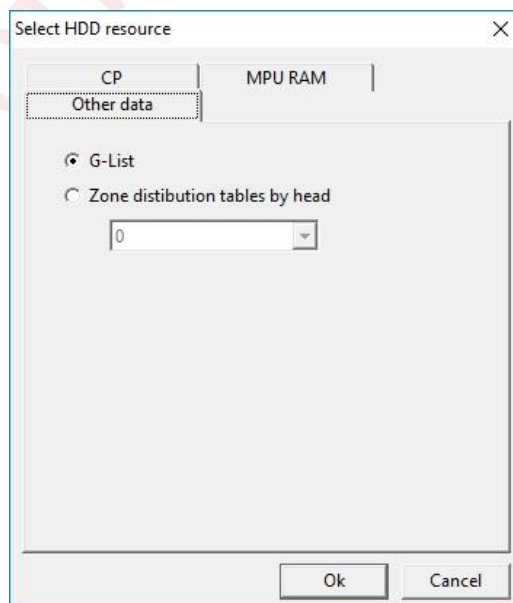 Select HDD resource
CP
MPU RAM
Other data
G-List
Zone distibution tables by head
0
Ok
Cancel